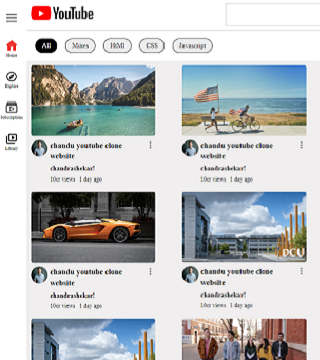 YouTube
All
Mixes
Html
CSS
Javascript
Home
Explore
Subscriptions
Library
chandu youtube clone
website
chandrashekar!
10cr views 1 day ago
chandu youtube clone
website
chandrashekar!
10cr views 1 day ago
chandu youtube clone
website
chandrashekar!
10cr views 1 day ago
DCU
chandu youtube clone
website
chandrashekar!
10cr views 1 day ago